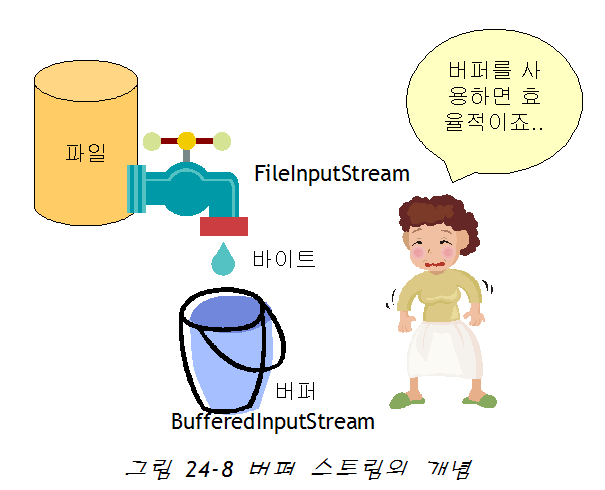 버퍼를 사
용하면 효
율적이죠..
파일
FileInputStream
바이트
버퍼
BufferedInputStream
그림 24-8 버퍼 스트림의 개념